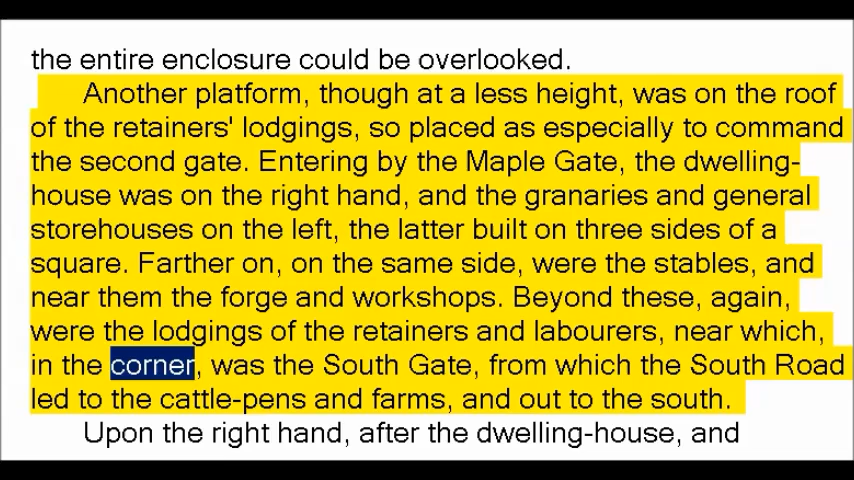 the entire enclosure could be overlooked.
Another platform, though at a less height, was on the roof
of the retainers' lodgings, so placed as especially to command
the second gate. Entering by the Maple Gate, the dwelling-
house was on the right hand, and the granaries and general
storehouses on the left, the latter built on three sides of a
square. Farther on, on the same side, were the stables, and
near them the forge and workshops. Beyond these, again,
were the lodgings of the retainers and labourers, near which,
in the corner, was the South Gate, from which the South Road
led to the cattle-pens and farms, and out to the south.
Upon the right hand, after the dwelling-house, and